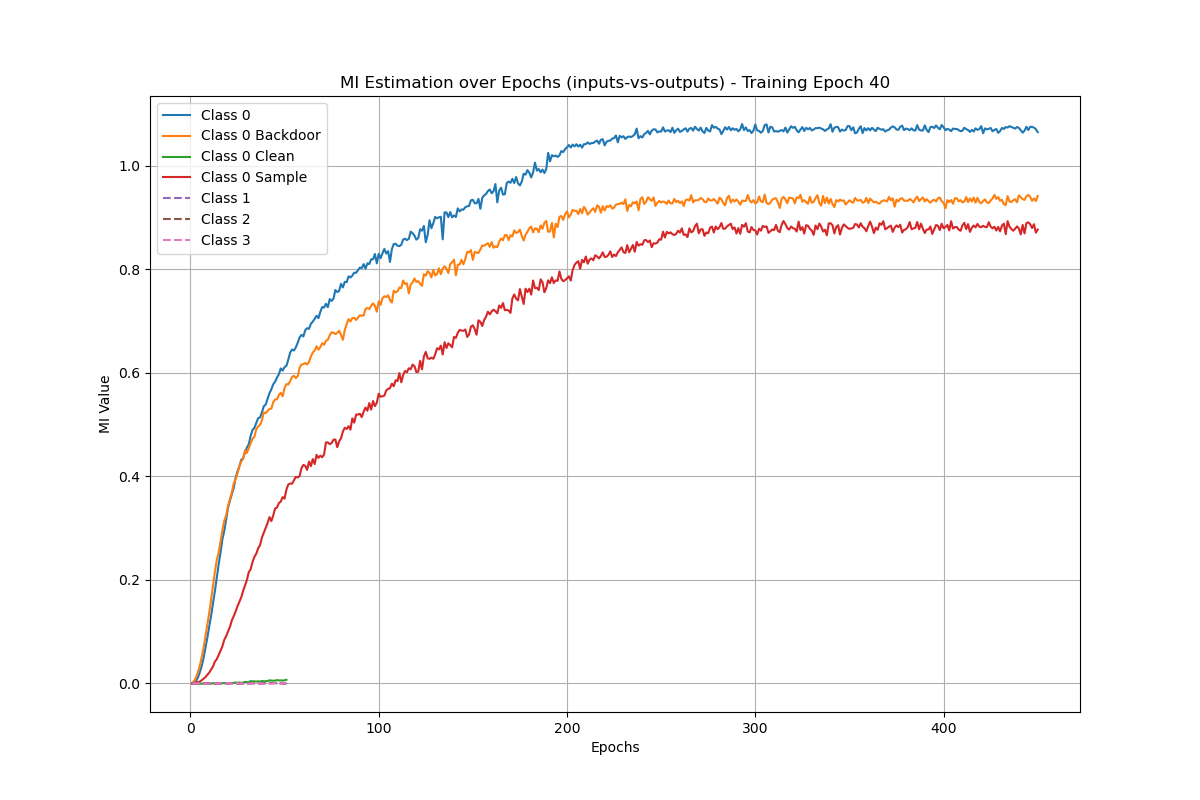 MI Estimation over Epochs (inputs-vs-outputs) - Training Epoch 40
Class 0
Class 0 Backdoor
Class 0 Clean
Class 0 Sample
Class 1
Class 2
Class 3
MI Value
1.0
0.8
0.6
0.4
0.2
0.0
0 100 200 300 400
Epochs